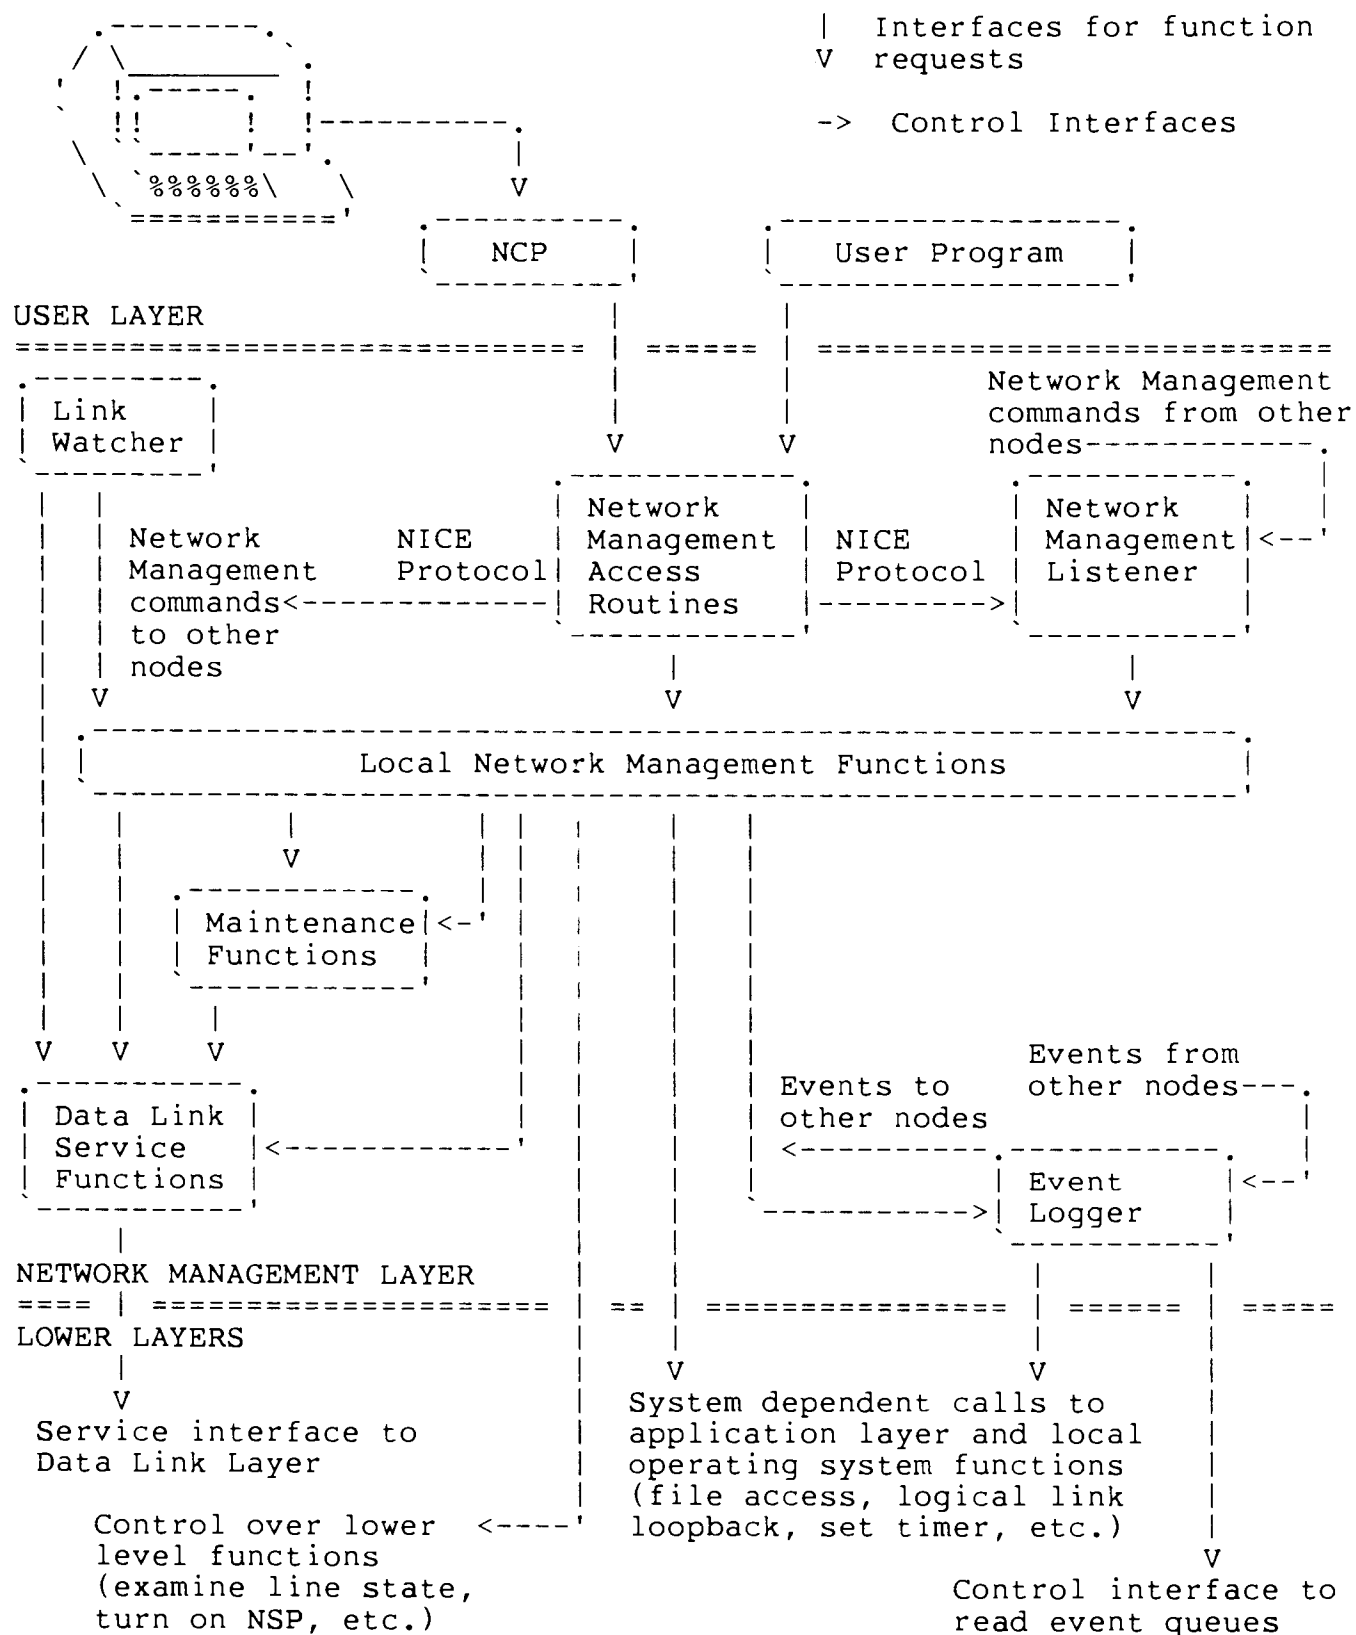 | Interfaces for function
V requests
-> Control Interfaces
%%%%%%\
V
NCP
User Program
USER LAYER
Link
Watcher
V
V
Network Management
commands from other
nodes
Network
Management
commands<
to other
nodes
NICE
Protocol
Network
Management
Access
Routines
NICE
Protocol
Network
Management
Listener
V
V
V
Local Network Management Functions
V
Maintenance
Functions
V
V
V
Data Link
Service
Functions
Events to
other nodes
Events from
other nodes
Event
Logger
NETWORK MANAGEMENT LAYER
LOWER LAYERS
V
V
V
Service interface to
Data Link Layer
System dependent calls to
application layer and local
operating system functions
(file access, logical link
loopback, set timer, etc.)
Control over lower
level functions
(examine line state,
turn on NSP, etc.)
V
Control interface to
read event queues